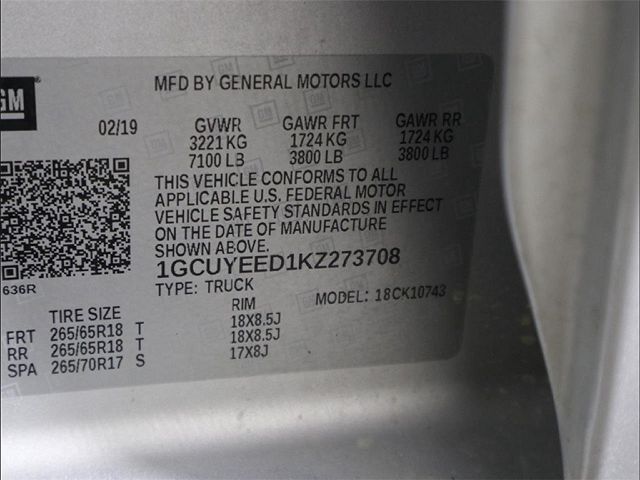 GM
MFD BY GENERAL MOTORS LLC
02/19 GVWR GAWR FRT GAWR RR
3221 KG 1724 KG 1724 KG
7100 LB 3800 LB 3800 LB
THIS VEHICLE CONFORMS TO ALL
APPLICABLE U.S. FEDERAL MOTOR
VEHICLE SAFETY STANDARDS IN EFFECT
ON THE DATE OF MANUFACTURE
SHOWN ABOVE.
1GCUYEED1KZ273708
636R
TYPE: TRUCK MODEL: 18CK10743
TIRE SIZE RIM
FRT 265/65R18 T 18X8.5J
RR 265/65R18 T 18X8.5J
SPA 265/70R17 S 17X8J